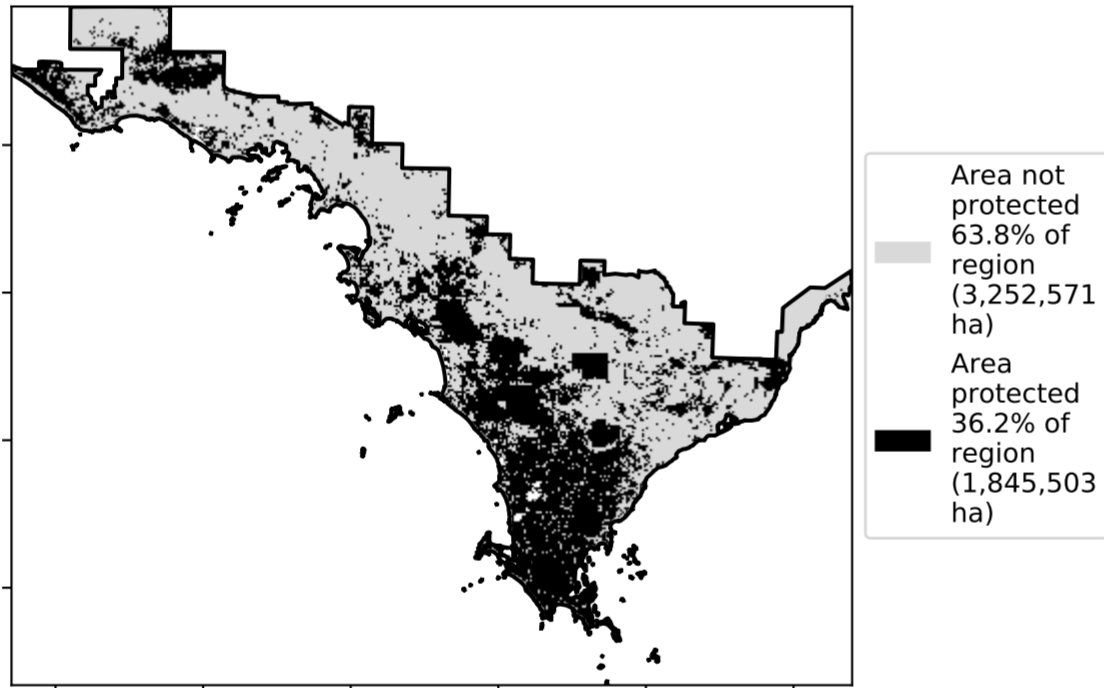 Area not
protected
63.8% of
region
(3,252,571
ha)
Area
protected
36.2% of
region
(1,845,503
ha)